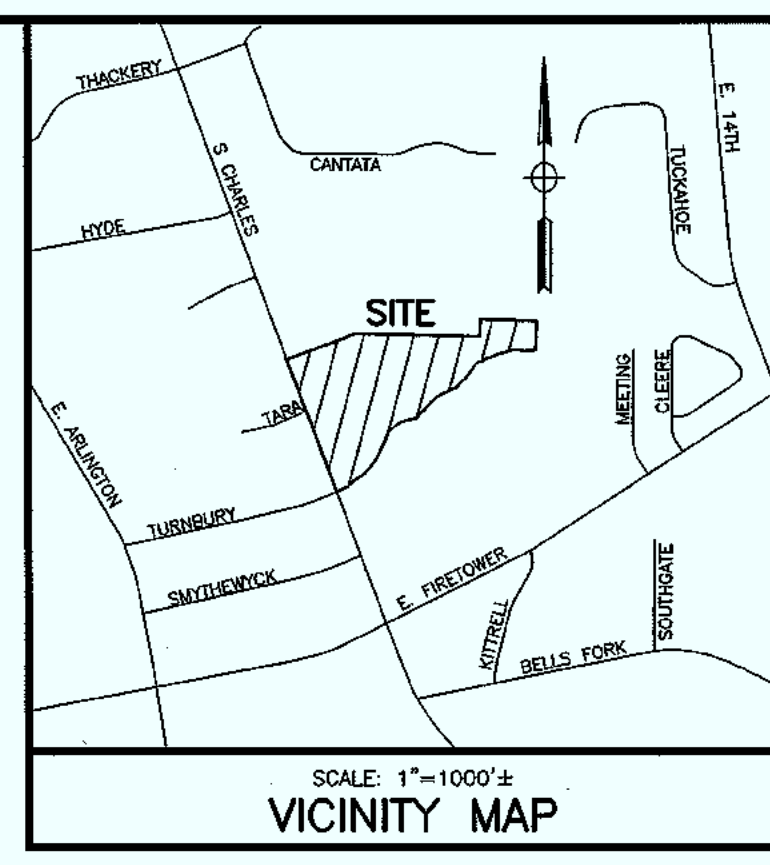 THACKERY
E. 14TH
S CHARLES
CANTATA
TUCKAHOE
HYDE
SITE
MEETING
CLEERE
TARA
E. ARLINGTON
TURNBURY
SMYTHEWYCK
E. FIRETOWER
SOUTHGATE
KITTRELL
BELLS FORK
SCALE: 1"=1000'±
VICINITY MAP